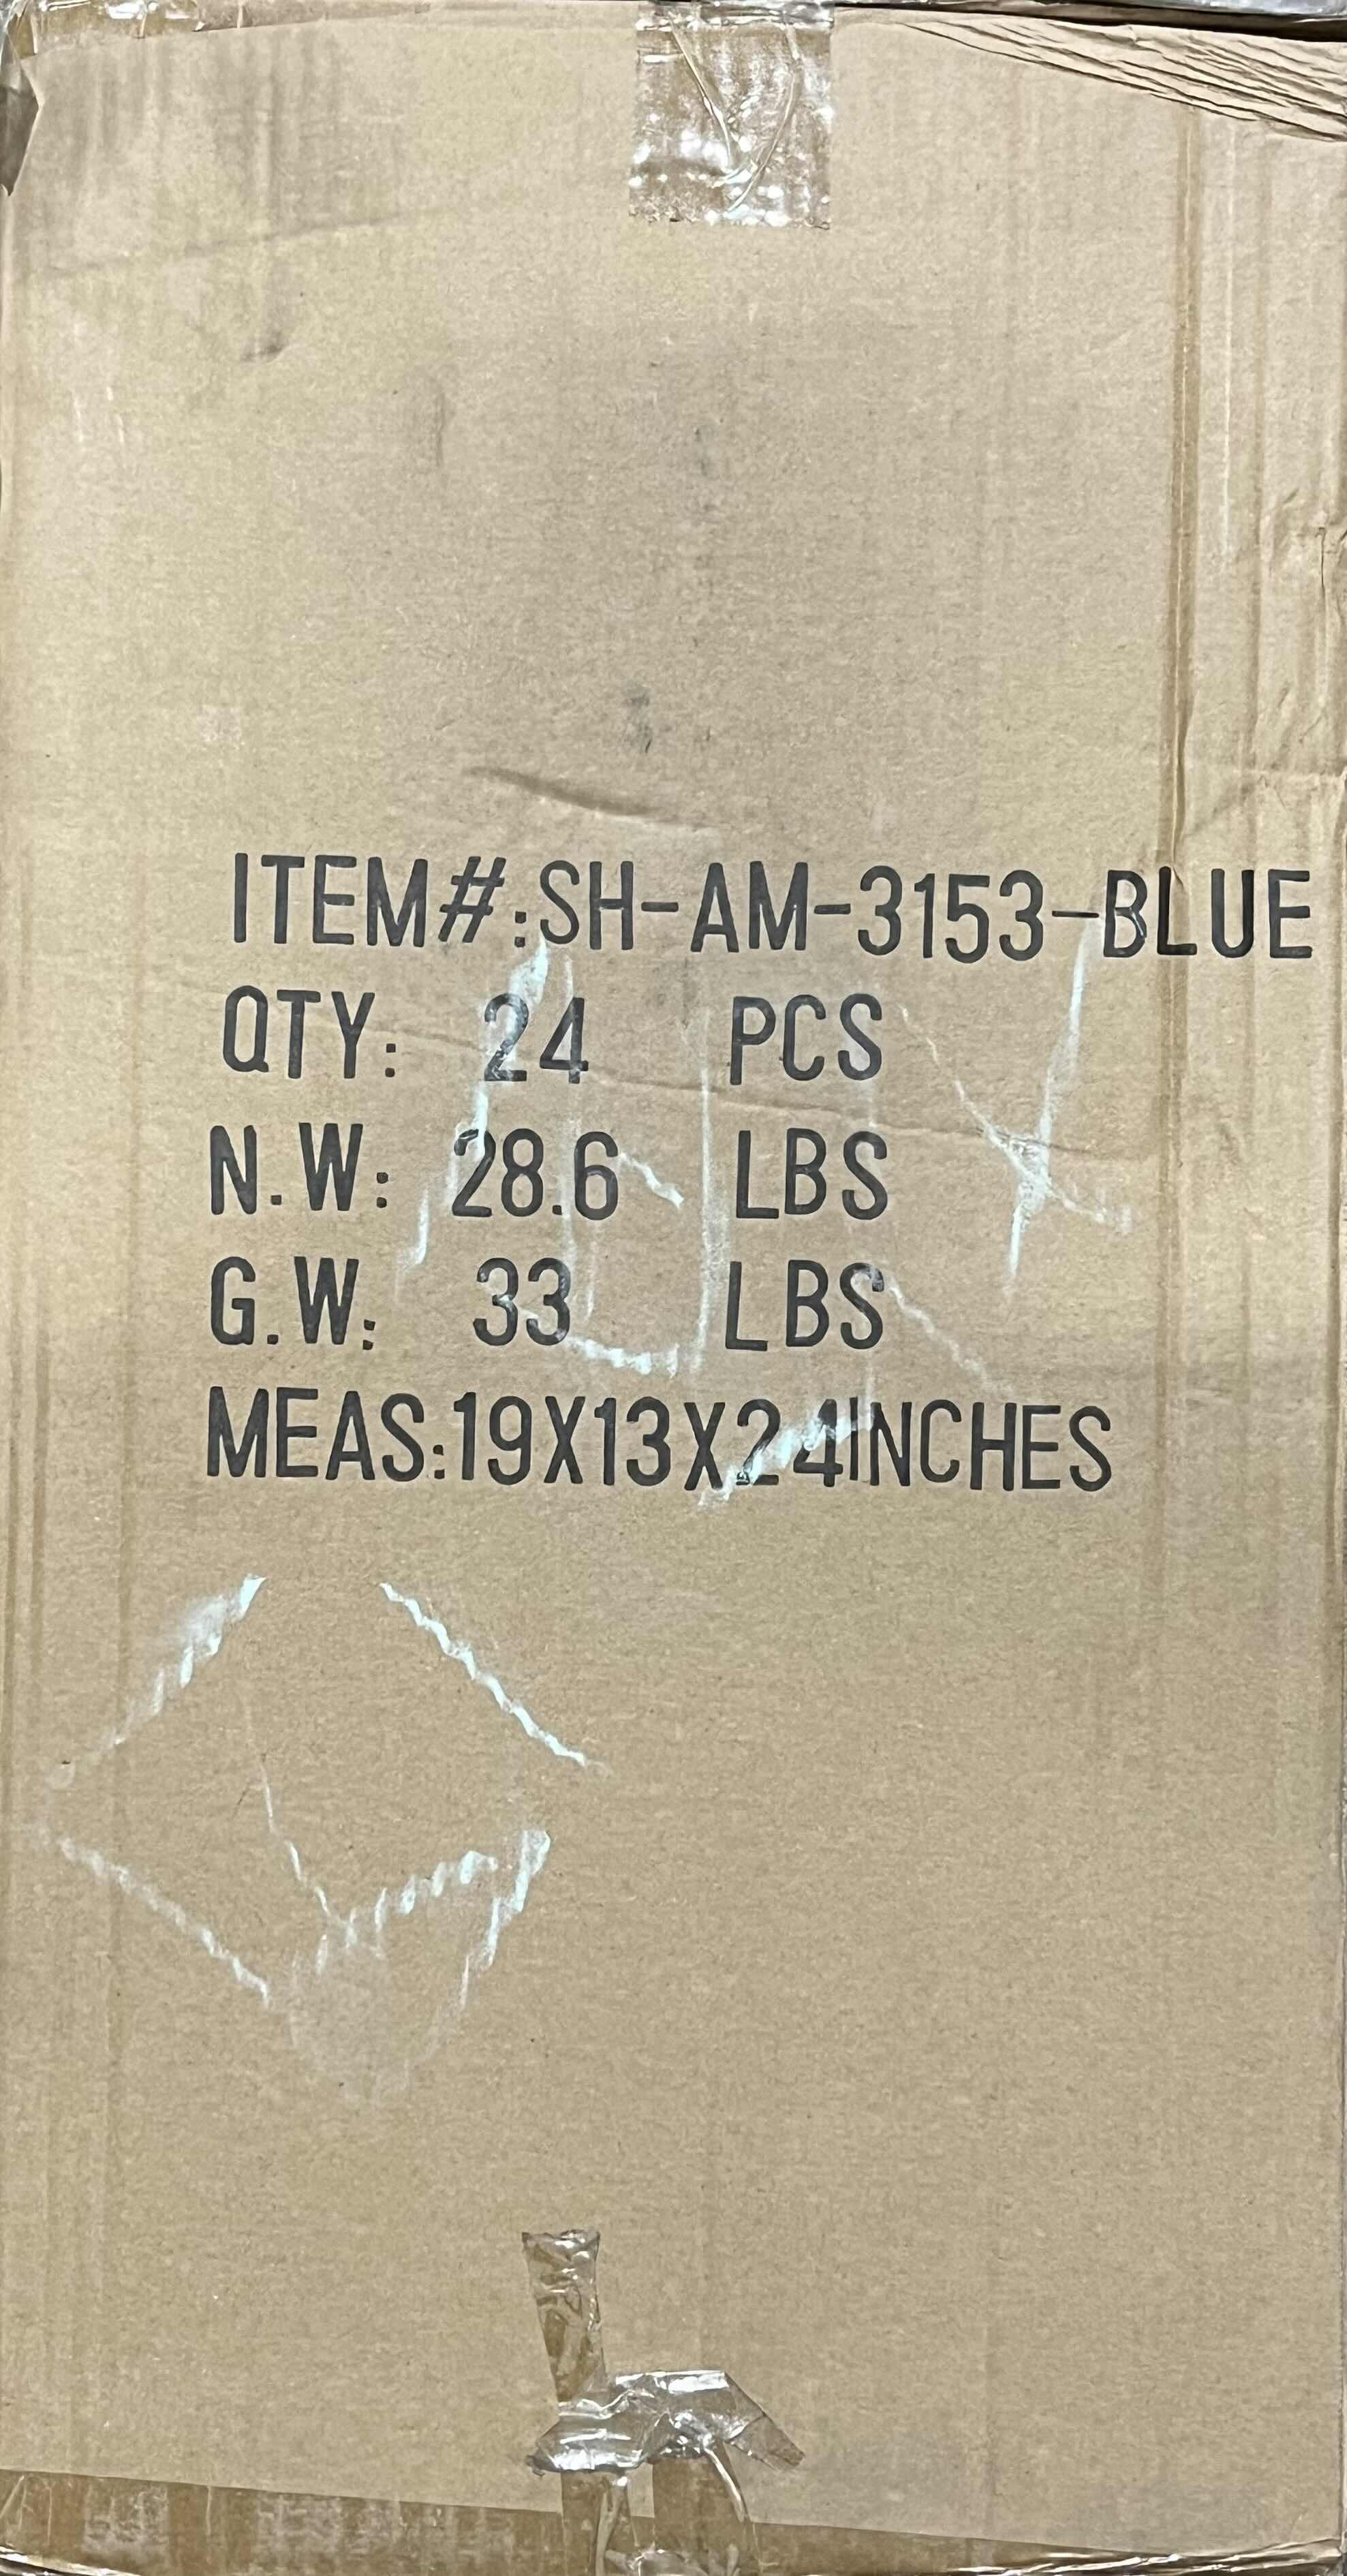 ITEM#:SH-AM-3153-BLUE
QTY: 24 PCS
N.W: 28.6 LBS
G.W: 33 LBS
MEAS:19X13X24INCHES